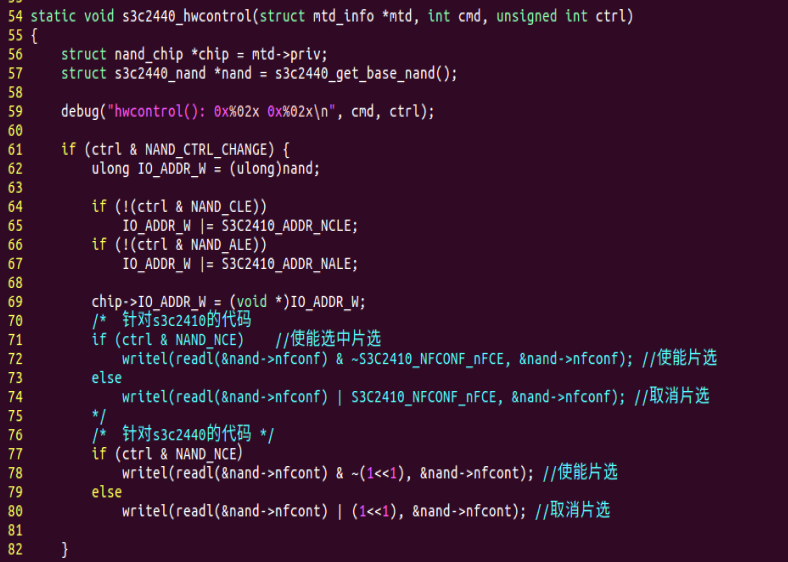 54 static void s3c2440_hwcontrol(struct mtd_info *mtd, int cmd, unsigned int ctrl)
55 {
56     struct nand_chip *chip = mtd->priv;
57     struct s3c2440_nand *nand = s3c2440_get_base_nand();
58
59     debug("hwcontrol(): 0x%02x 0x%02x\n", cmd, ctrl);
60
61     if (ctrl & NAND_CTRL_CHANGE) {
62         ulong IO_ADDR_W = (ulong)nand;
63
64         if (!(ctrl & NAND_CLE))
65             IO_ADDR_W |= S3C2410_ADDR_NCLE;
66         if (!(ctrl & NAND_ALE))
67             IO_ADDR_W |= S3C2410_ADDR_NALE;
68
69         chip->IO_ADDR_W = (void *)IO_ADDR_W;
70         /*  针对s3c2410的代码
71         if (ctrl & NAND_NCE)    //使能选中片选
72             writel(readl(&nand->nfconf) & ~S3C2410_NFCONF_nFCE, &nand->nfconf); //使能片选
73         else
74             writel(readl(&nand->nfconf) | S3C2410_NFCONF_nFCE, &nand->nfconf); //取消片选
75         */
76         /*  针对s3c2440的代码 */
77         if (ctrl & NAND_NCE)
78             writel(readl(&nand->nfcont) & ~(1<<1), &nand->nfcont); //使能片选
79         else
80             writel(readl(&nand->nfcont) | (1<<1), &nand->nfcont); //取消片选
81
82     }